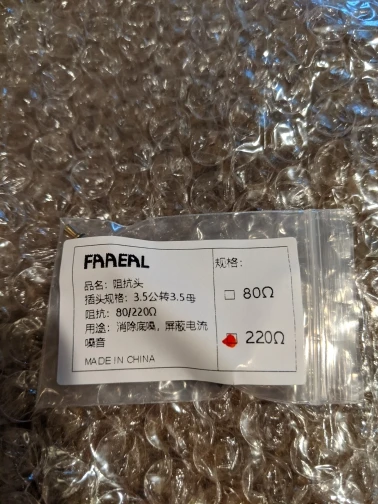 FAAEAL
品名：阻抗头
插头规格：3.5公转3.5母
阻抗：80/220Ω
用途：消除底噪，屏蔽电流
噪音
MADE IN CHINA
规格：
80Ω
220Ω